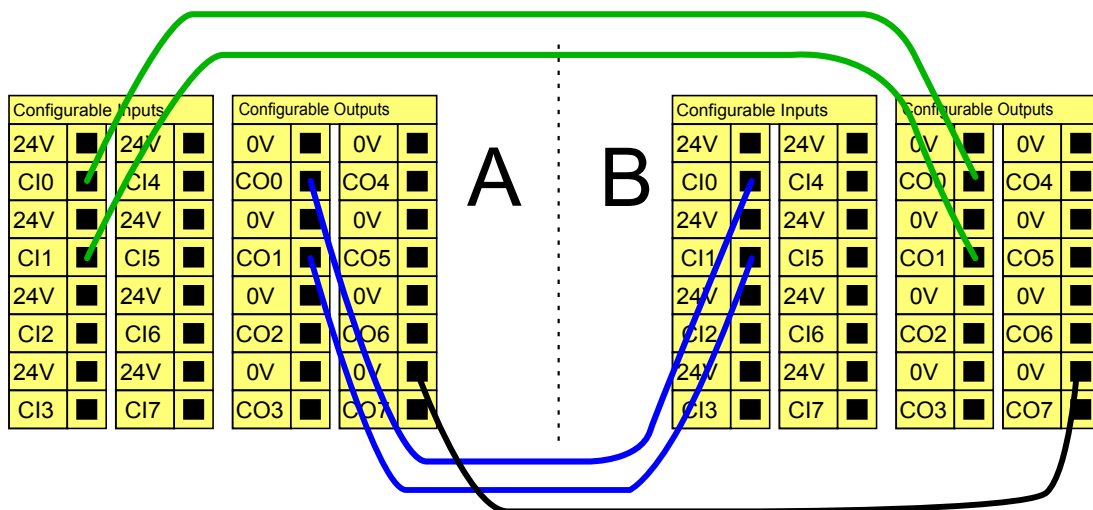 Configurable Inputs
24V 24V
CI0 CI4
24V 24V
CI1 CI5
24V 24V
CI2 CI6
24V 24V
CI3 CI7
Configurable Outputs
0V 0V
CO0 CO4
0V 0V
CO1 CO5
0V 0V
CO2 CO6
0V 0V
CO3 CO7
A
B
Configurable Inputs
24V 24V
CI0 CI4
24V 24V
CI1 CI5
24V 24V
CI2 CI6
24V 24V
CI3 CI7
Configurable Outputs
0V 0V
CO0 CO4
0V 0V
CO1 CO5
0V 0V
CO2 CO6
0V 0V
CO3 CO7